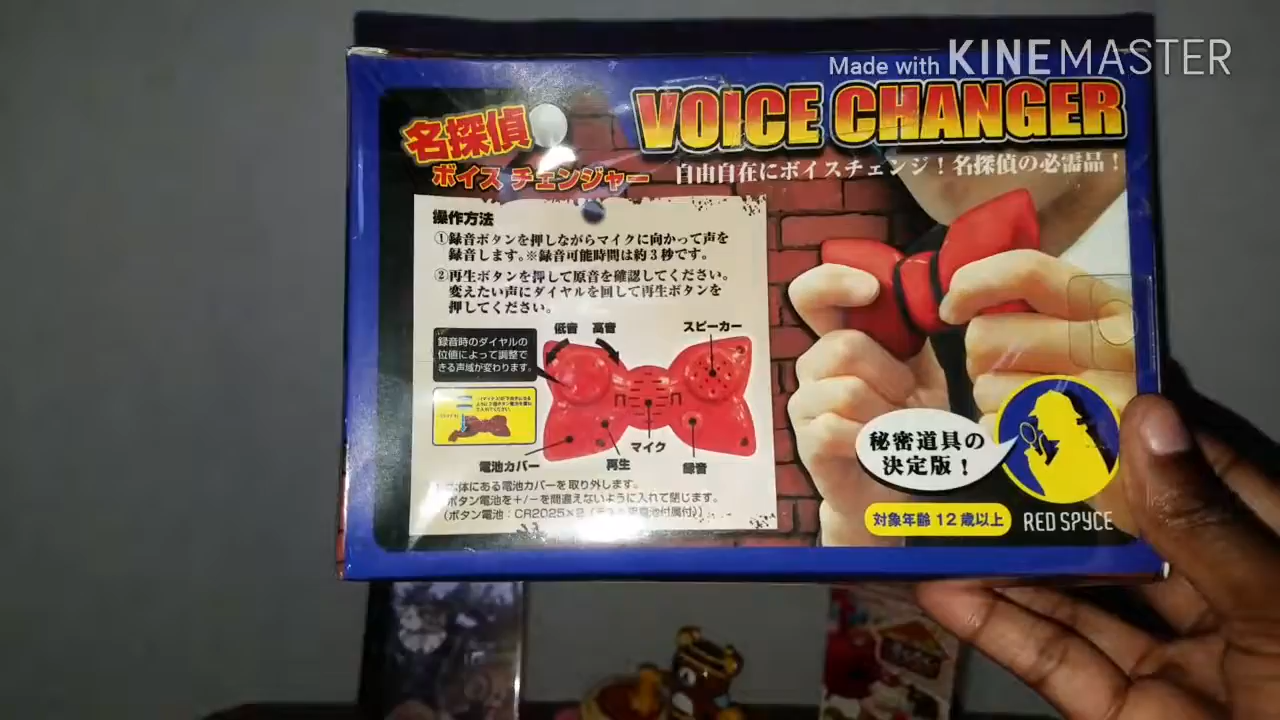 Made with KINEMASTER
VOICE CHANGER
名探偵
ボイス チェンジャー
自由自在にボイスチェンジ！名探偵の必需品！
操作方法
①録音ボタンを押しながらマイクに向かって声を
録音します。※録音可能時間は約3秒です。
②再生ボタンを押して原音を確認してください。
変えたい声にダイヤルを回して再生ボタンを
押してください。
低音 高音
スピーカー
録音時のダイヤルの
位値によって調整で
きる声域が変わります。
マイク
電池カバー
再生
録音
体にある電池カバーを取り外します。
ボタン電池を+/−を間違えないように入れて閉じます。
(ボタン電池：CR2025×2
秘密道具の
決定版！
対象年齢 12 歳以上
RED SPYCE